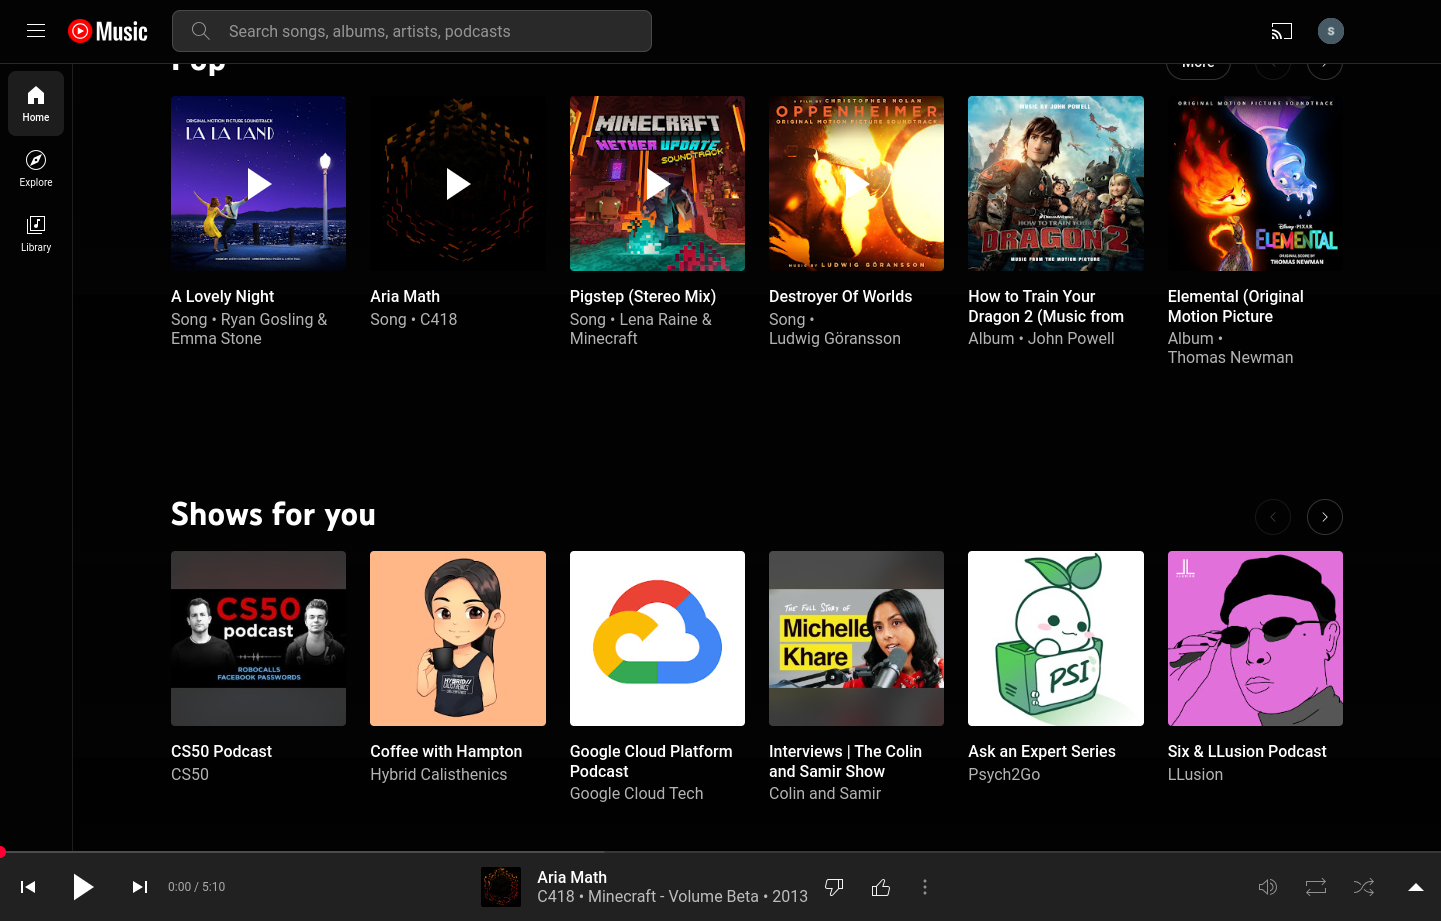 Music
Search songs, albums, artists, podcasts
S
Home
Explore
Library
Pop
More
ORIGINAL MOTION PICTURE SOUNDTRACK
LA LA LAND
MINECRAFT
NETHER UPDATE
SOUNDTRACK
A FILM BY CHRISTOPHER NOLAN
OPPENHEIMER
ORIGINAL MOTION PICTURE SOUNDTRACK
MUSIC BY LUDWIG GÖRANSSON
MUSIC BY JOHN POWELL
DREAMWORKS
HOW TO TRAIN YOUR
DRAGON 2
MUSIC FROM THE MOTION PICTURE
ORIGINAL MOTION PICTURE SOUNDTRACK
Disney PIXAR
ELEMENTAL
ORIGINAL SCORE BY
THOMAS NEWMAN
A Lovely Night
Song • Ryan Gosling &
Emma Stone
Aria Math
Song • C418
Pigstep (Stereo Mix)
Song • Lena Raine &
Minecraft
Destroyer Of Worlds
Song •
Ludwig Göransson
How to Train Your
Dragon 2 (Music from
Album • John Powell
Elemental (Original
Motion Picture
Album •
Thomas Newman
Shows for you
CS50
podcast
ROBOCALLS
FACEBOOK PASSWORDS
HYBRID
CALISTHENICS
THE FULL STORY OF
Michelle
Khare
PSI
LLUSION
CS50 Podcast
CS50
Coffee with Hampton
Hybrid Calisthenics
Google Cloud Platform
Podcast
Google Cloud Tech
Interviews | The Colin
and Samir Show
Colin and Samir
Ask an Expert Series
Psych2Go
Six & LLusion Podcast
LLusion
0:00 / 5:10
Aria Math
C418 • Minecraft - Volume Beta • 2013